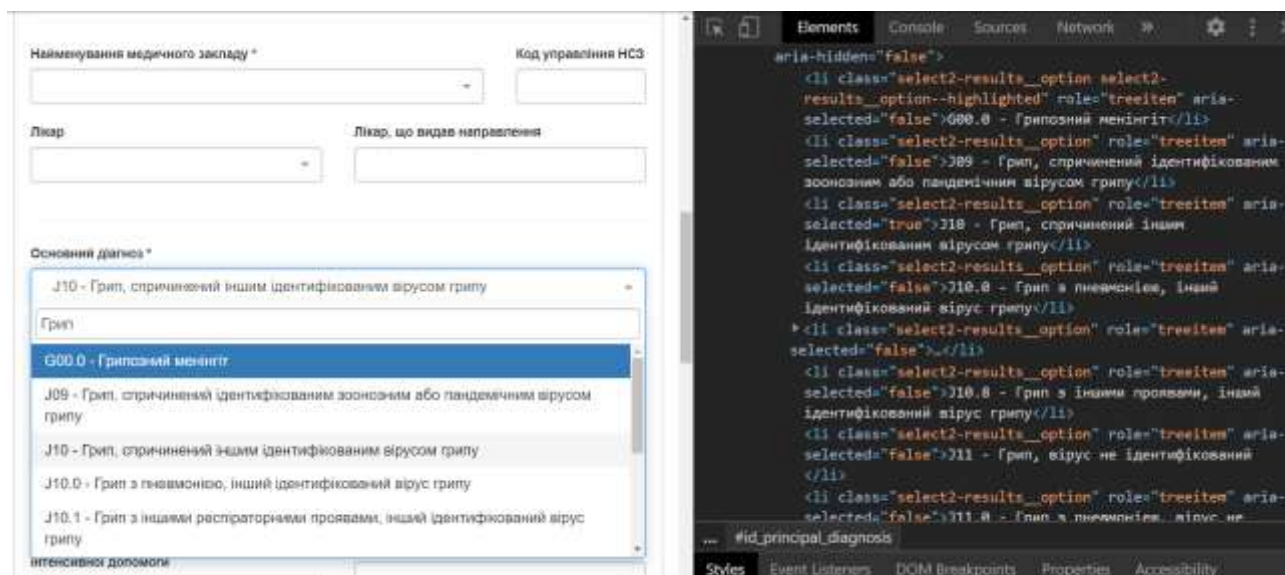 Найменування медичного закладу *
Код управління НСЗ
Лікар
Лікар, що видав направлення
Основний діагноз *
J10 - Грип, спричинений іншим ідентифікованим вірусом грипу
Грип
G00.0 - Грипозний менінгіт
J09 - Грип, спричинений ідентифікованим зоонозним або пандемічним вірусом
грипу
J10 - Грип, спричинений іншим ідентифікованим вірусом грипу
J10.0 - Грип з пневмонією, інший ідентифікований вірус грипу
J10.1 - Грип з іншими респіраторними проявами, інший ідентифікований вірус
грипу
інтенсивної допомоги
Elements Console Sources Network »
aria-hidden="false">
<li class="select2-results__option select2-
results__option--highlighted" role="treeitem" aria-
selected="false">G00.0 - Грипозний менінгіт</li>
<li class="select2-results__option" role="treeitem" aria-
selected="false">J09 - Грип, спричинений ідентифікованим
зоонозним або пандемічним вірусом грипу</li>
<li class="select2-results__option" role="treeitem" aria-
selected="true">J10 - Грип, спричинений іншим
ідентифікованим вірусом грипу</li>
<li class="select2-results__option" role="treeitem" aria-
selected="false">J10.0 - Грип з пневмонією, інший
ідентифікований вірус грипу</li>
<li class="select2-results__option" role="treeitem" aria-
selected="false">…</li>
<li class="select2-results__option" role="treeitem" aria-
selected="false">J10.8 - Грип з іншими проявами, інший
ідентифікований вірус грипу</li>
<li class="select2-results__option" role="treeitem" aria-
selected="false">J11 - Грип, вірус не ідентифікований
</li>
<li class="select2-results__option" role="treeitem" aria-
selected="false">J11.0 - Грип з пневмонією, вірус не
... #id_principal_diagnosis
Styles Event Listeners DOM Breakpoints Properties Accessibility